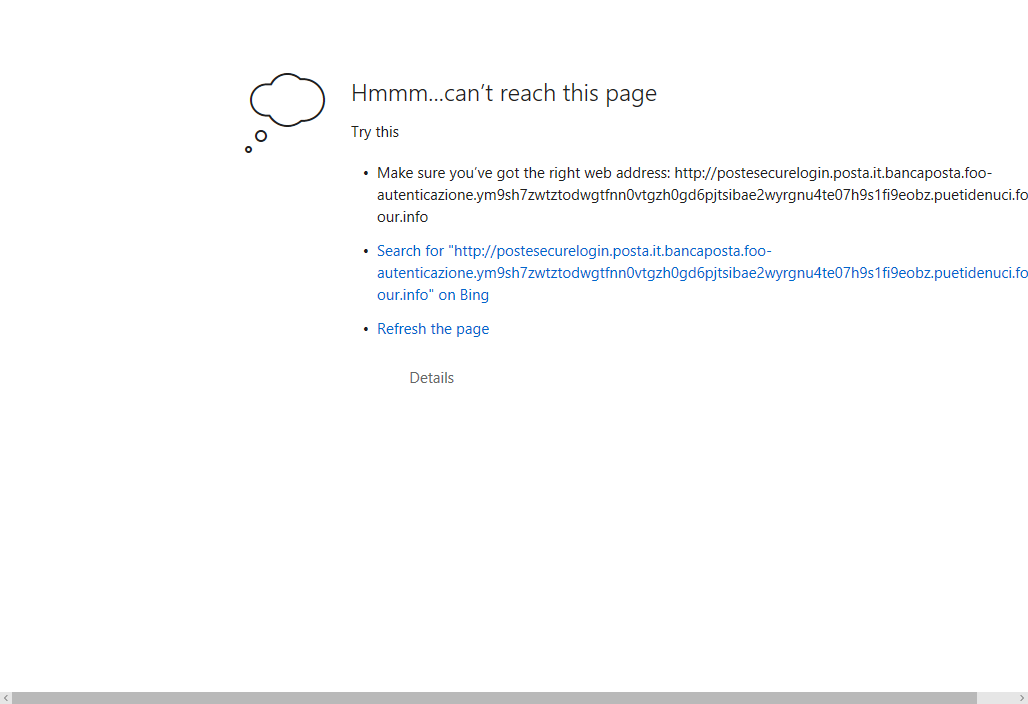 Hmmm...can’t reach this page
Try this
• Make sure you’ve got the right web address: http://postesecurelogin.posta.it.bancaposta.foo-
autenticazione.ym9sh7zwtztodwgtfnn0vtgzh0gd6pjtsibae2wyrgnu4te07h9s1fi9eobz.puetidenuci.fo
our.info
• Search for "http://postesecurelogin.posta.it.bancaposta.foo-
autenticazione.ym9sh7zwtztodwgtfnn0vtgzh0gd6pjtsibae2wyrgnu4te07h9s1fi9eobz.puetidenuci.fo
our.info" on Bing
• Refresh the page
Details